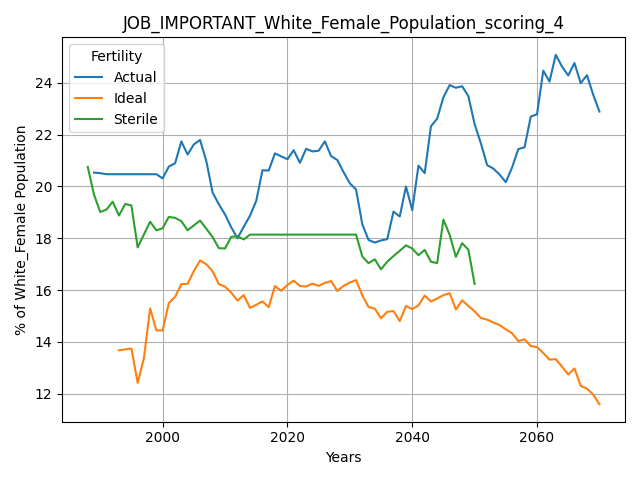 JOB_IMPORTANT_White_Female_Population_scoring_4
Fertility
Actual
Ideal
Sterile
% of White_Female Population
24
22
20
18
16
14
12
2000
2020
2040
2060
Years